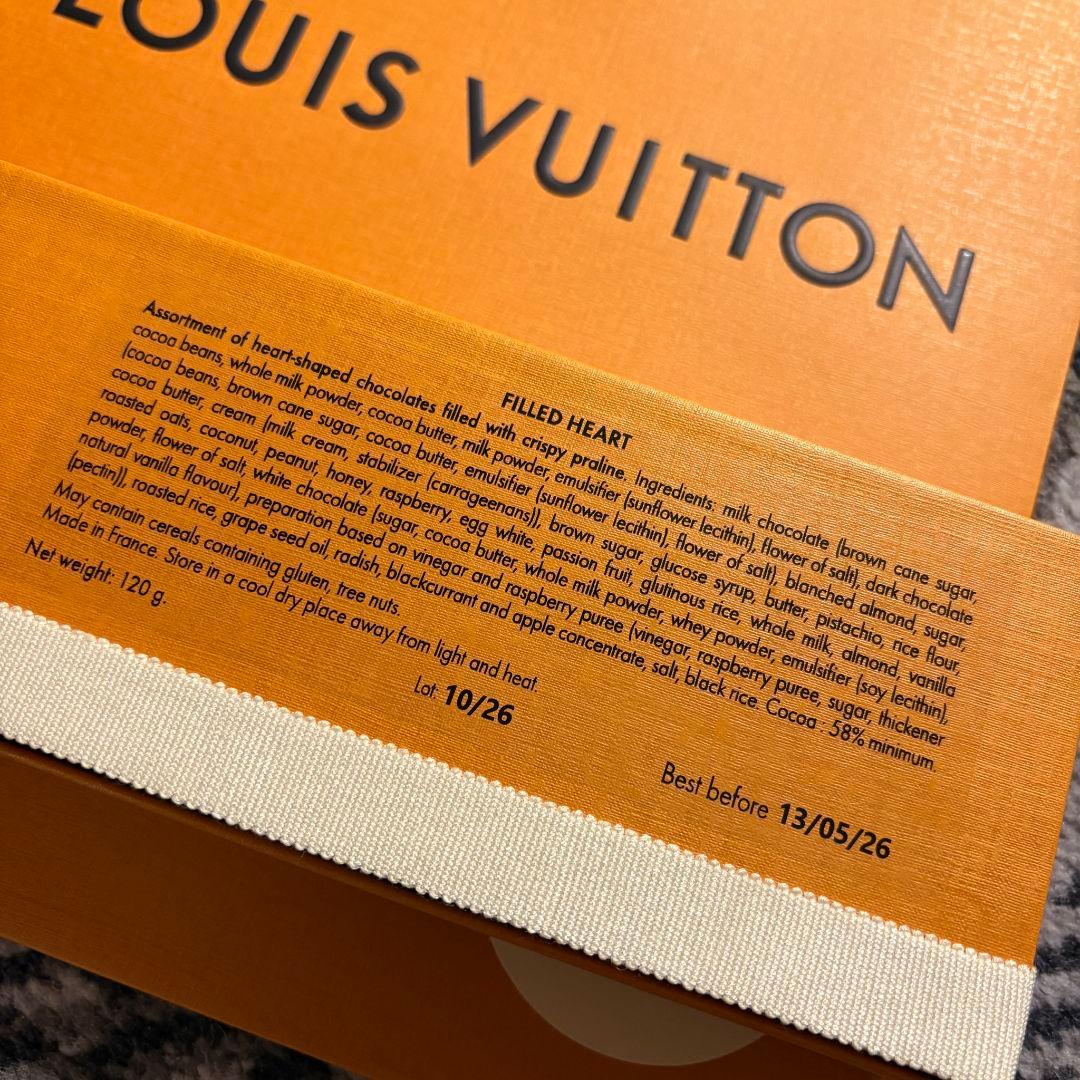 LOUIS VUITTON
FILLED HEART
Assortment of heart-shaped chocolates filled with crispy praline. Ingredients: milk chocolate (brown cane sugar,
cocoa beans, whole milk powder, cocoa butter, milk powder, emulsifier (sunflower lecithin), flower of salt), dark chocolate
(cocoa beans, brown cane sugar, cocoa butter, emulsifier (sunflower lecithin), flower of salt), blanched almond, sugar,
cocoa butter, cream (milk cream, stabilizer (carrageenans)), brown sugar, glucose syrup, butter, pistachio, rice flour,
roasted oats, coconut, peanut, honey, raspberry, egg white, passion fruit, glutinous rice, whole milk, almond, vanilla
powder, flower of salt, white chocolate (sugar, cocoa butter, whole milk powder, whey powder, emulsifier (soy lecithin),
natural vanilla flavour), preparation based on vinegar and raspberry puree (vinegar, raspberry puree, sugar, thickener
(pectin)), roasted rice, grape seed oil, radish, blackcurrant and apple concentrate, salt, black rice. Cocoa : 58% minimum.
May contain cereals containing gluten, tree nuts.
Made in France. Store in a cool dry place away from light and heat.
Net weight: 120 g.
Lot: 10/26
Best before 13/05/26